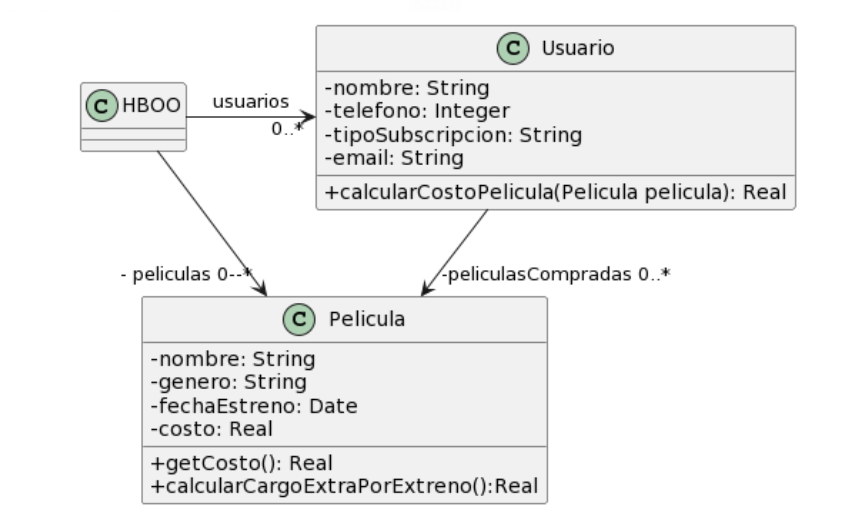 C HBOO
usuarios
0..*
C Usuario
-nombre: String
-telefono: Integer
-tipoSubscripcion: String
-email: String
+calcularCostoPelicula(Pelicula pelicula): Real
- peliculas 0--*
-peliculasCompradas 0..*
C Pelicula
-nombre: String
-genero: String
-fechaEstreno: Date
-costo: Real
+getCosto(): Real
+calcularCargoExtraPorExtreno():Real